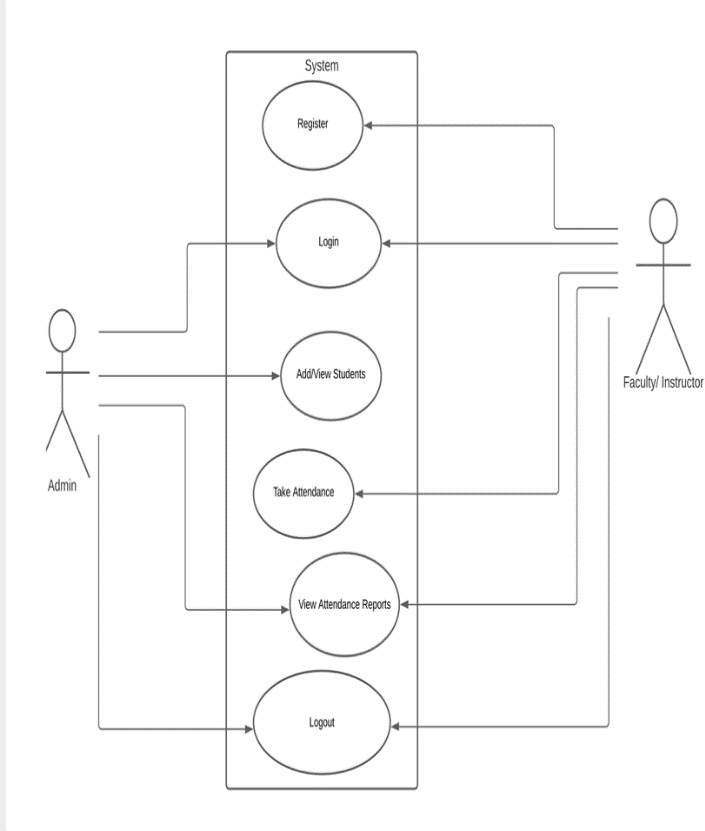 System
Register
Login
Add/View Students
Take Attendance
View Attendance Reports
Logout
Admin
Faculty/ Instructor